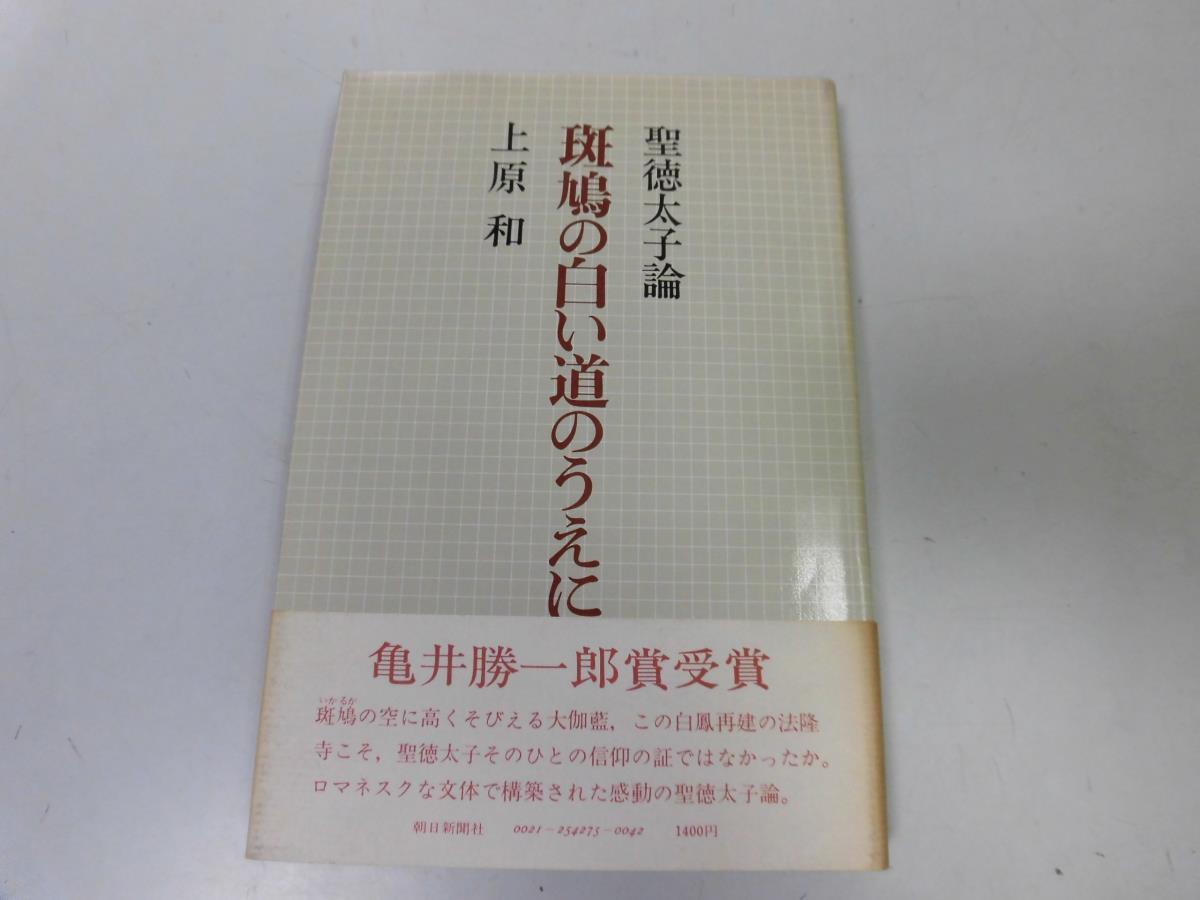 聖徳太子論
斑鳩の白い道のうえに
上原 和
亀井勝一郎賞受賞
いかるが
斑鳩の空に高くそびえる大伽藍，この白鳳再建の法隆
寺こそ，聖徳太子そのひとの信仰の証ではなかったか。
ロマネスクな文体で構築された感動の聖徳太子論。
朝日新聞社 0021-254275-0042 1400円